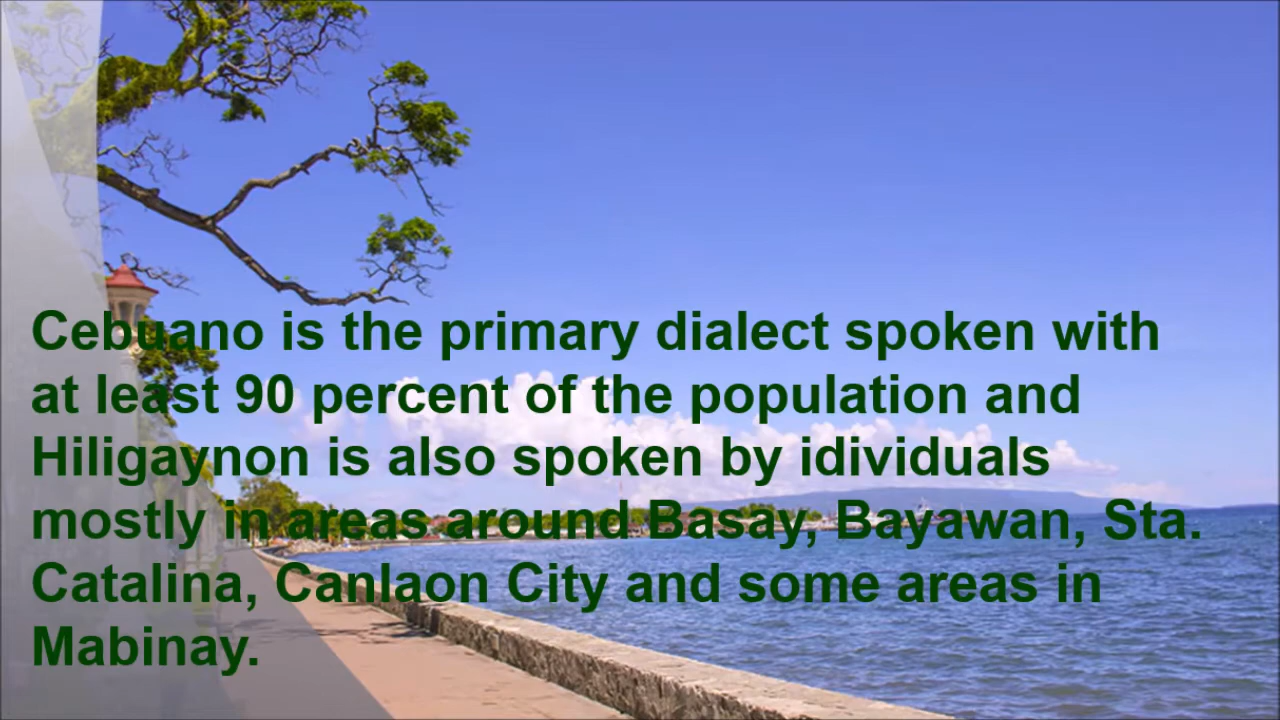 Cebuano is the primary dialect spoken with
at least 90 percent of the population and
Hiligaynon is also spoken by idividuals
mostly in areas around Basay, Bayawan, Sta.
Catalina, Canlaon City and some areas in
Mabinay.